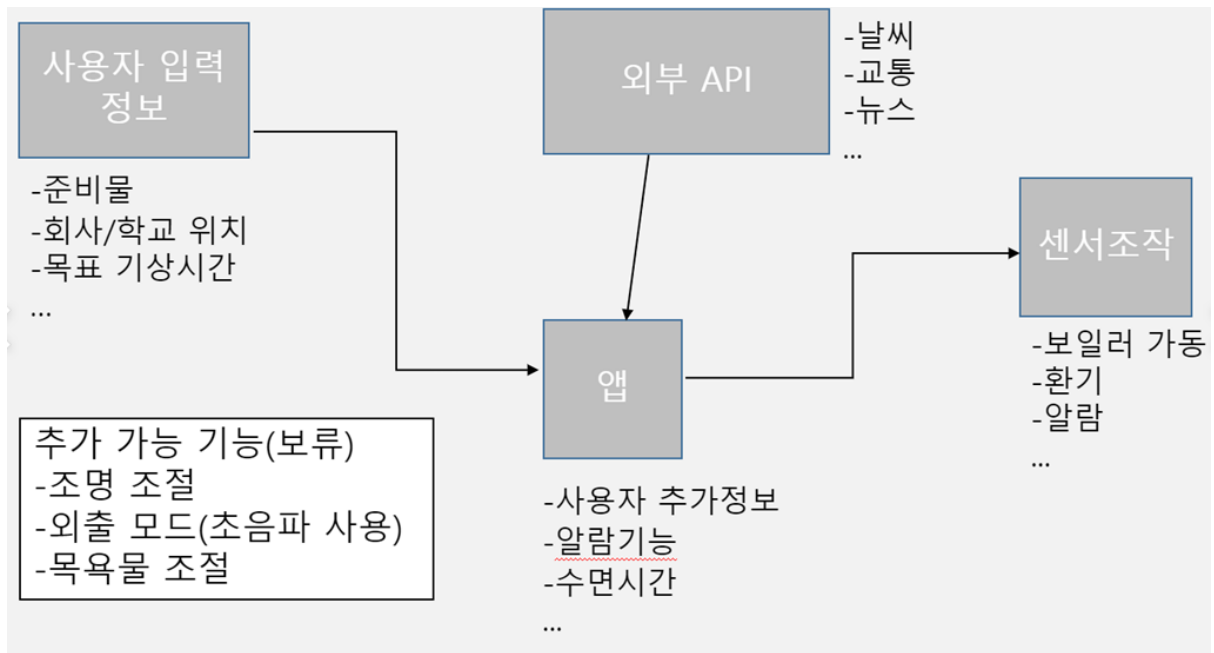 사용자 입력
정보
-준비물
-회사/학교 위치
-목표 기상시간
...
외부 API
-날씨
-교통
-뉴스
...
센서조작
-보일러 가동
-환기
-알람
...
앱
-사용자 추가정보
-알람기능
-수면시간
...
추가 가능 기능(보류)
-조명 조절
-외출 모드(초음파 사용)
-목욕물 조절